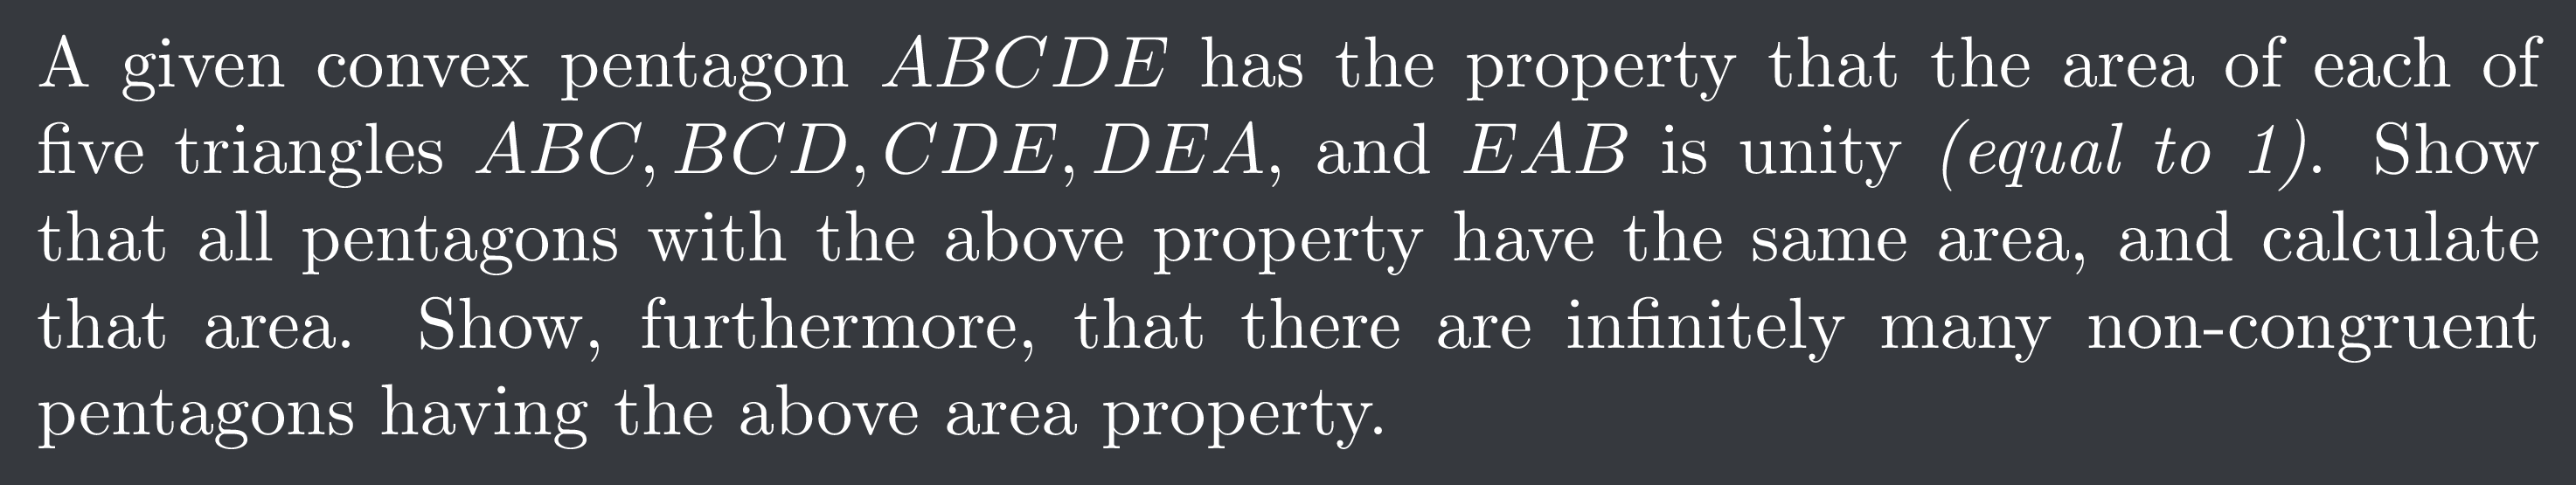 A given convex pentagon ABCDE has the property that the area of each of
five triangles ABC, BCD, CDE, DEA, and EAB is unity (equal to 1). Show
that all pentagons with the above property have the same area, and calculate
that area. Show, furthermore, that there are infinitely many non-congruent
pentagons having the above area property.